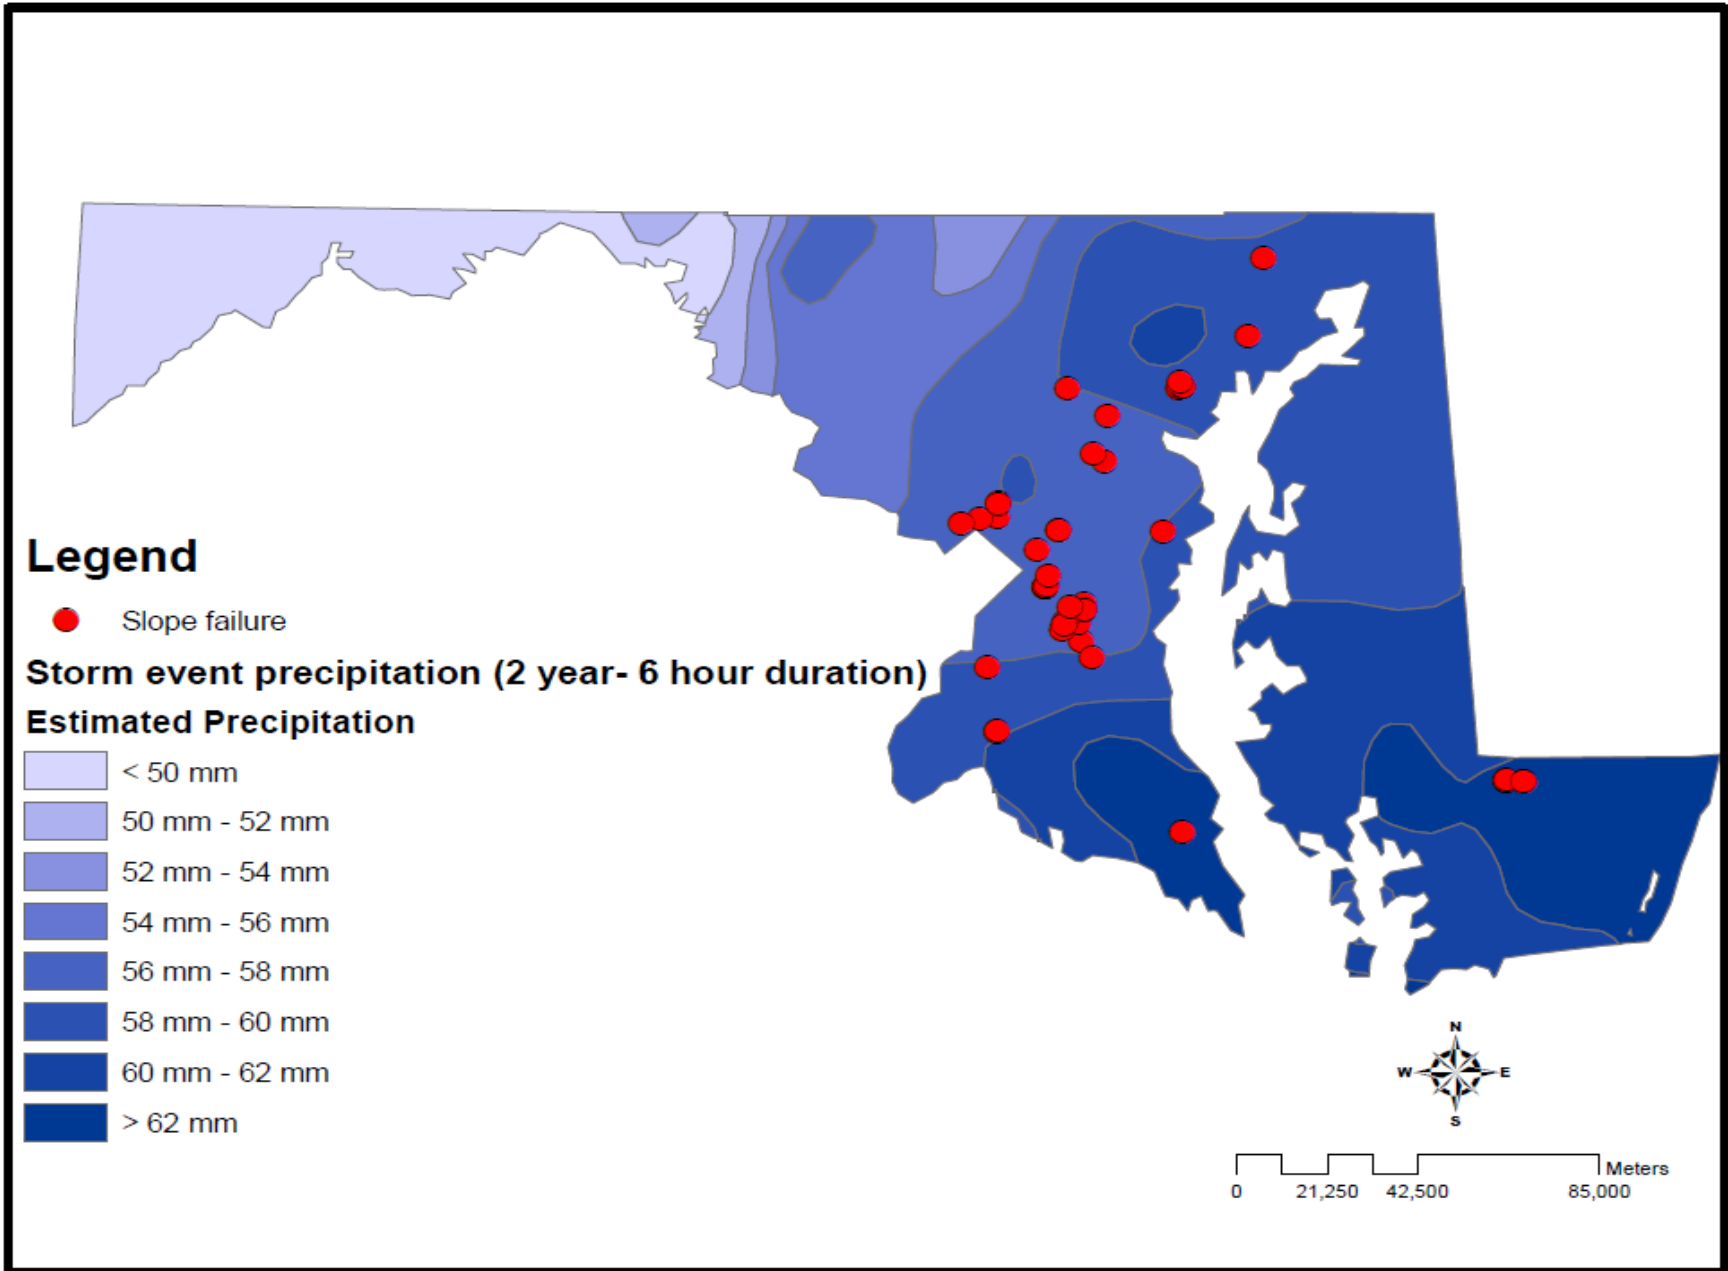 Legend
Slope failure
Storm event precipitation (2 year- 6 hour duration)
Estimated Precipitation
< 50 mm
50 mm - 52 mm
52 mm - 54 mm
54 mm - 56 mm
56 mm - 58 mm
58 mm - 60 mm
60 mm - 62 mm
> 62 mm
N
W E
S
Meters
0 21,250 42,500 85,000